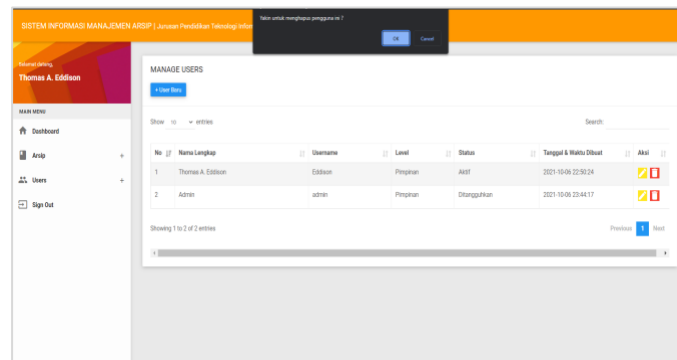 Yakin untuk menghapus pengguna ini ?
OK Cancel
SISTEM INFORMASI MANAJEMEN ARSIP | Jurusan Pendidikan Teknologi Infor
Selamat datang,
Thomas A. Eddison
MAIN MENU
Dashboard
Arsip +
Users +
Sign Out
MANAGE USERS
+ User Baru
Show 10 entries
Search:
No Nama Lengkap Username Level Status Tanggal & Waktu Dibuat Aksi
1 Thomas A. Eddison Eddison Pimpinan Aktif 2021-10-06 22:50:24
2 Admin admin Pimpinan Ditangguhkan 2021-10-06 23:44:17
Showing 1 to 2 of 2 entries
Previous 1 Next